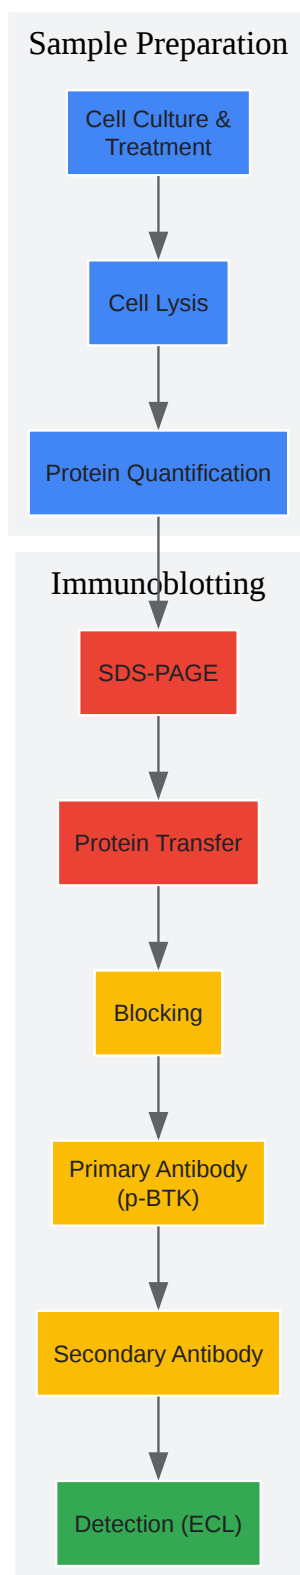 Sample Preparation
Cell Culture &
Treatment
Cell Lysis
Protein Quantification
Immunoblotting
SDS-PAGE
Protein Transfer
Blocking
Primary Antibody
(p-BTK)
Secondary Antibody
Detection (ECL)